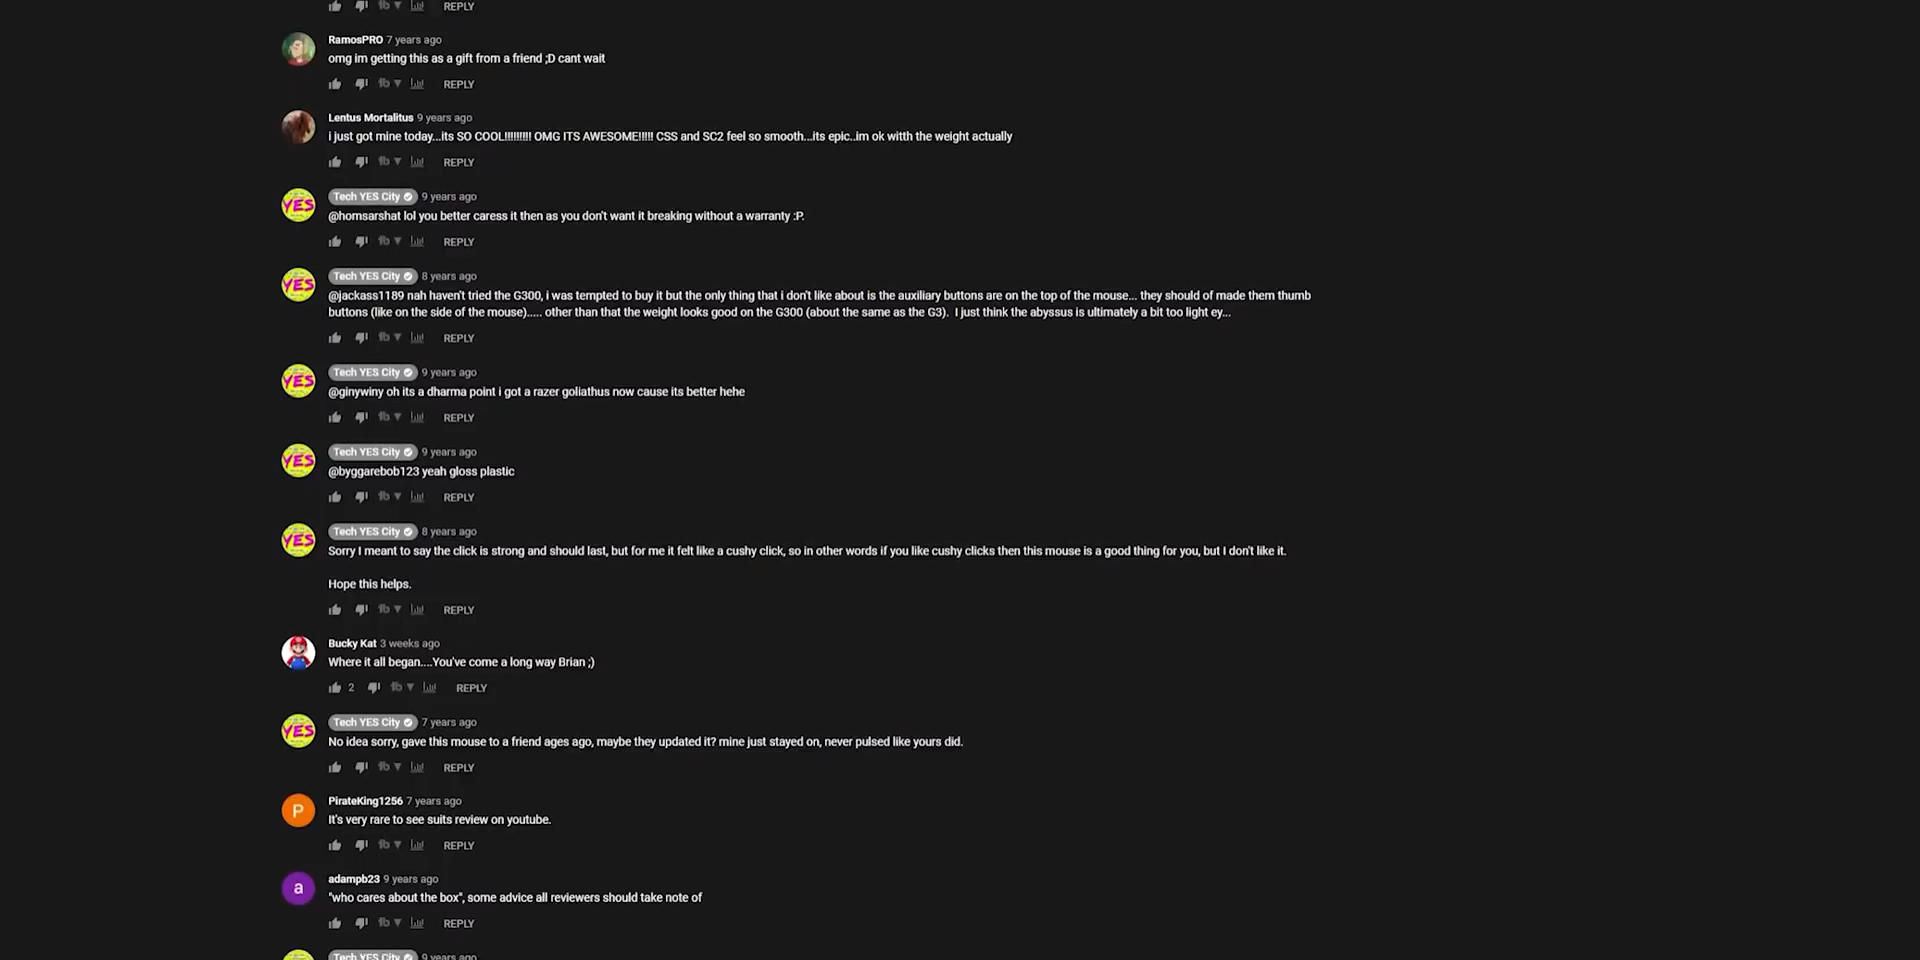 REPLY
RamosPRO 7 years ago
omg im getting this as a gift from a friend ;D cant wait
REPLY
Lentus Mortalitus 9 years ago
i just got mine today...its SO COOL!!!!!!!!! OMG ITS AWESOME!!!!! CSS and SC2 feel so smooth...its epic..im ok witth the weight actually
REPLY
YES
Tech YES City 9 years ago
@homsarshat lol you better caress it then as you don't want it breaking without a warranty :P.
REPLY
YES
Tech YES City 8 years ago
@jackass1189 nah haven't tried the G300, i was tempted to buy it but the only thing that i don't like about is the auxiliary buttons are on the top of the mouse... they should of made them thumb
buttons (like on the side of the mouse)..... other than that the weight looks good on the G300 (about the same as the G3). I just think the abyssus is ultimately a bit too light ey...
REPLY
YES
Tech YES City 9 years ago
@ginywiny oh its a dharma point i got a razer goliathus now cause its better hehe
REPLY
YES
Tech YES City 9 years ago
@byggarebob123 yeah gloss plastic
REPLY
YES
Tech YES City 8 years ago
Sorry I meant to say the click is strong and should last, but for me it felt like a cushy click, so in other words if you like cushy clicks then this mouse is a good thing for you, but I don't like it.
Hope this helps.
REPLY
Bucky Kat 3 weeks ago
Where it all began....You've come a long way Brian ;)
2 REPLY
YES
Tech YES City 7 years ago
No idea sorry, gave this mouse to a friend ages ago, maybe they updated it? mine just stayed on, never pulsed like yours did.
REPLY
P
PirateKing1256 7 years ago
It's very rare to see suits review on youtube.
REPLY
a
adampb23 9 years ago
"who cares about the box", some advice all reviewers should take note of
REPLY
Tech YES City 9 years ago